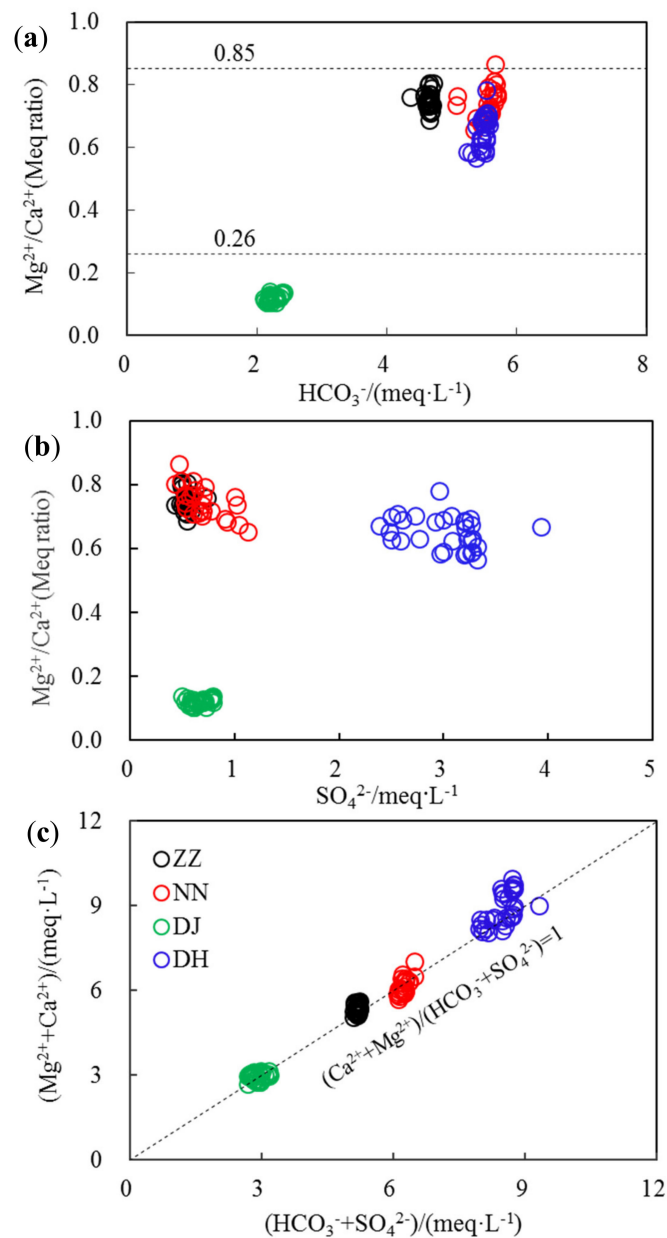 (a)
1.0
0.8
0.6
0.4
0.2
0.0
Mg²⁺/Ca²⁺(Meq ratio)
0.85
0.26
0
2
4
6
8
HCO₃⁻/(meq·L⁻¹)
(b)
1.0
0.8
0.6
0.4
0.2
0.0
Mg²⁺/Ca²⁺(Meq ratio)
0
1
2
3
4
5
SO₄²⁻/meq·L⁻¹
(c)
12
9
6
3
0
(Mg²⁺+Ca²⁺)/(meq·L⁻¹)
ZZ
NN
DJ
DH
(Ca²⁺+Mg²⁺)/(HCO₃⁻+SO₄²⁻)=1
0
3
6
9
12
(HCO₃⁻+SO₄²⁻)/(meq·L⁻¹)